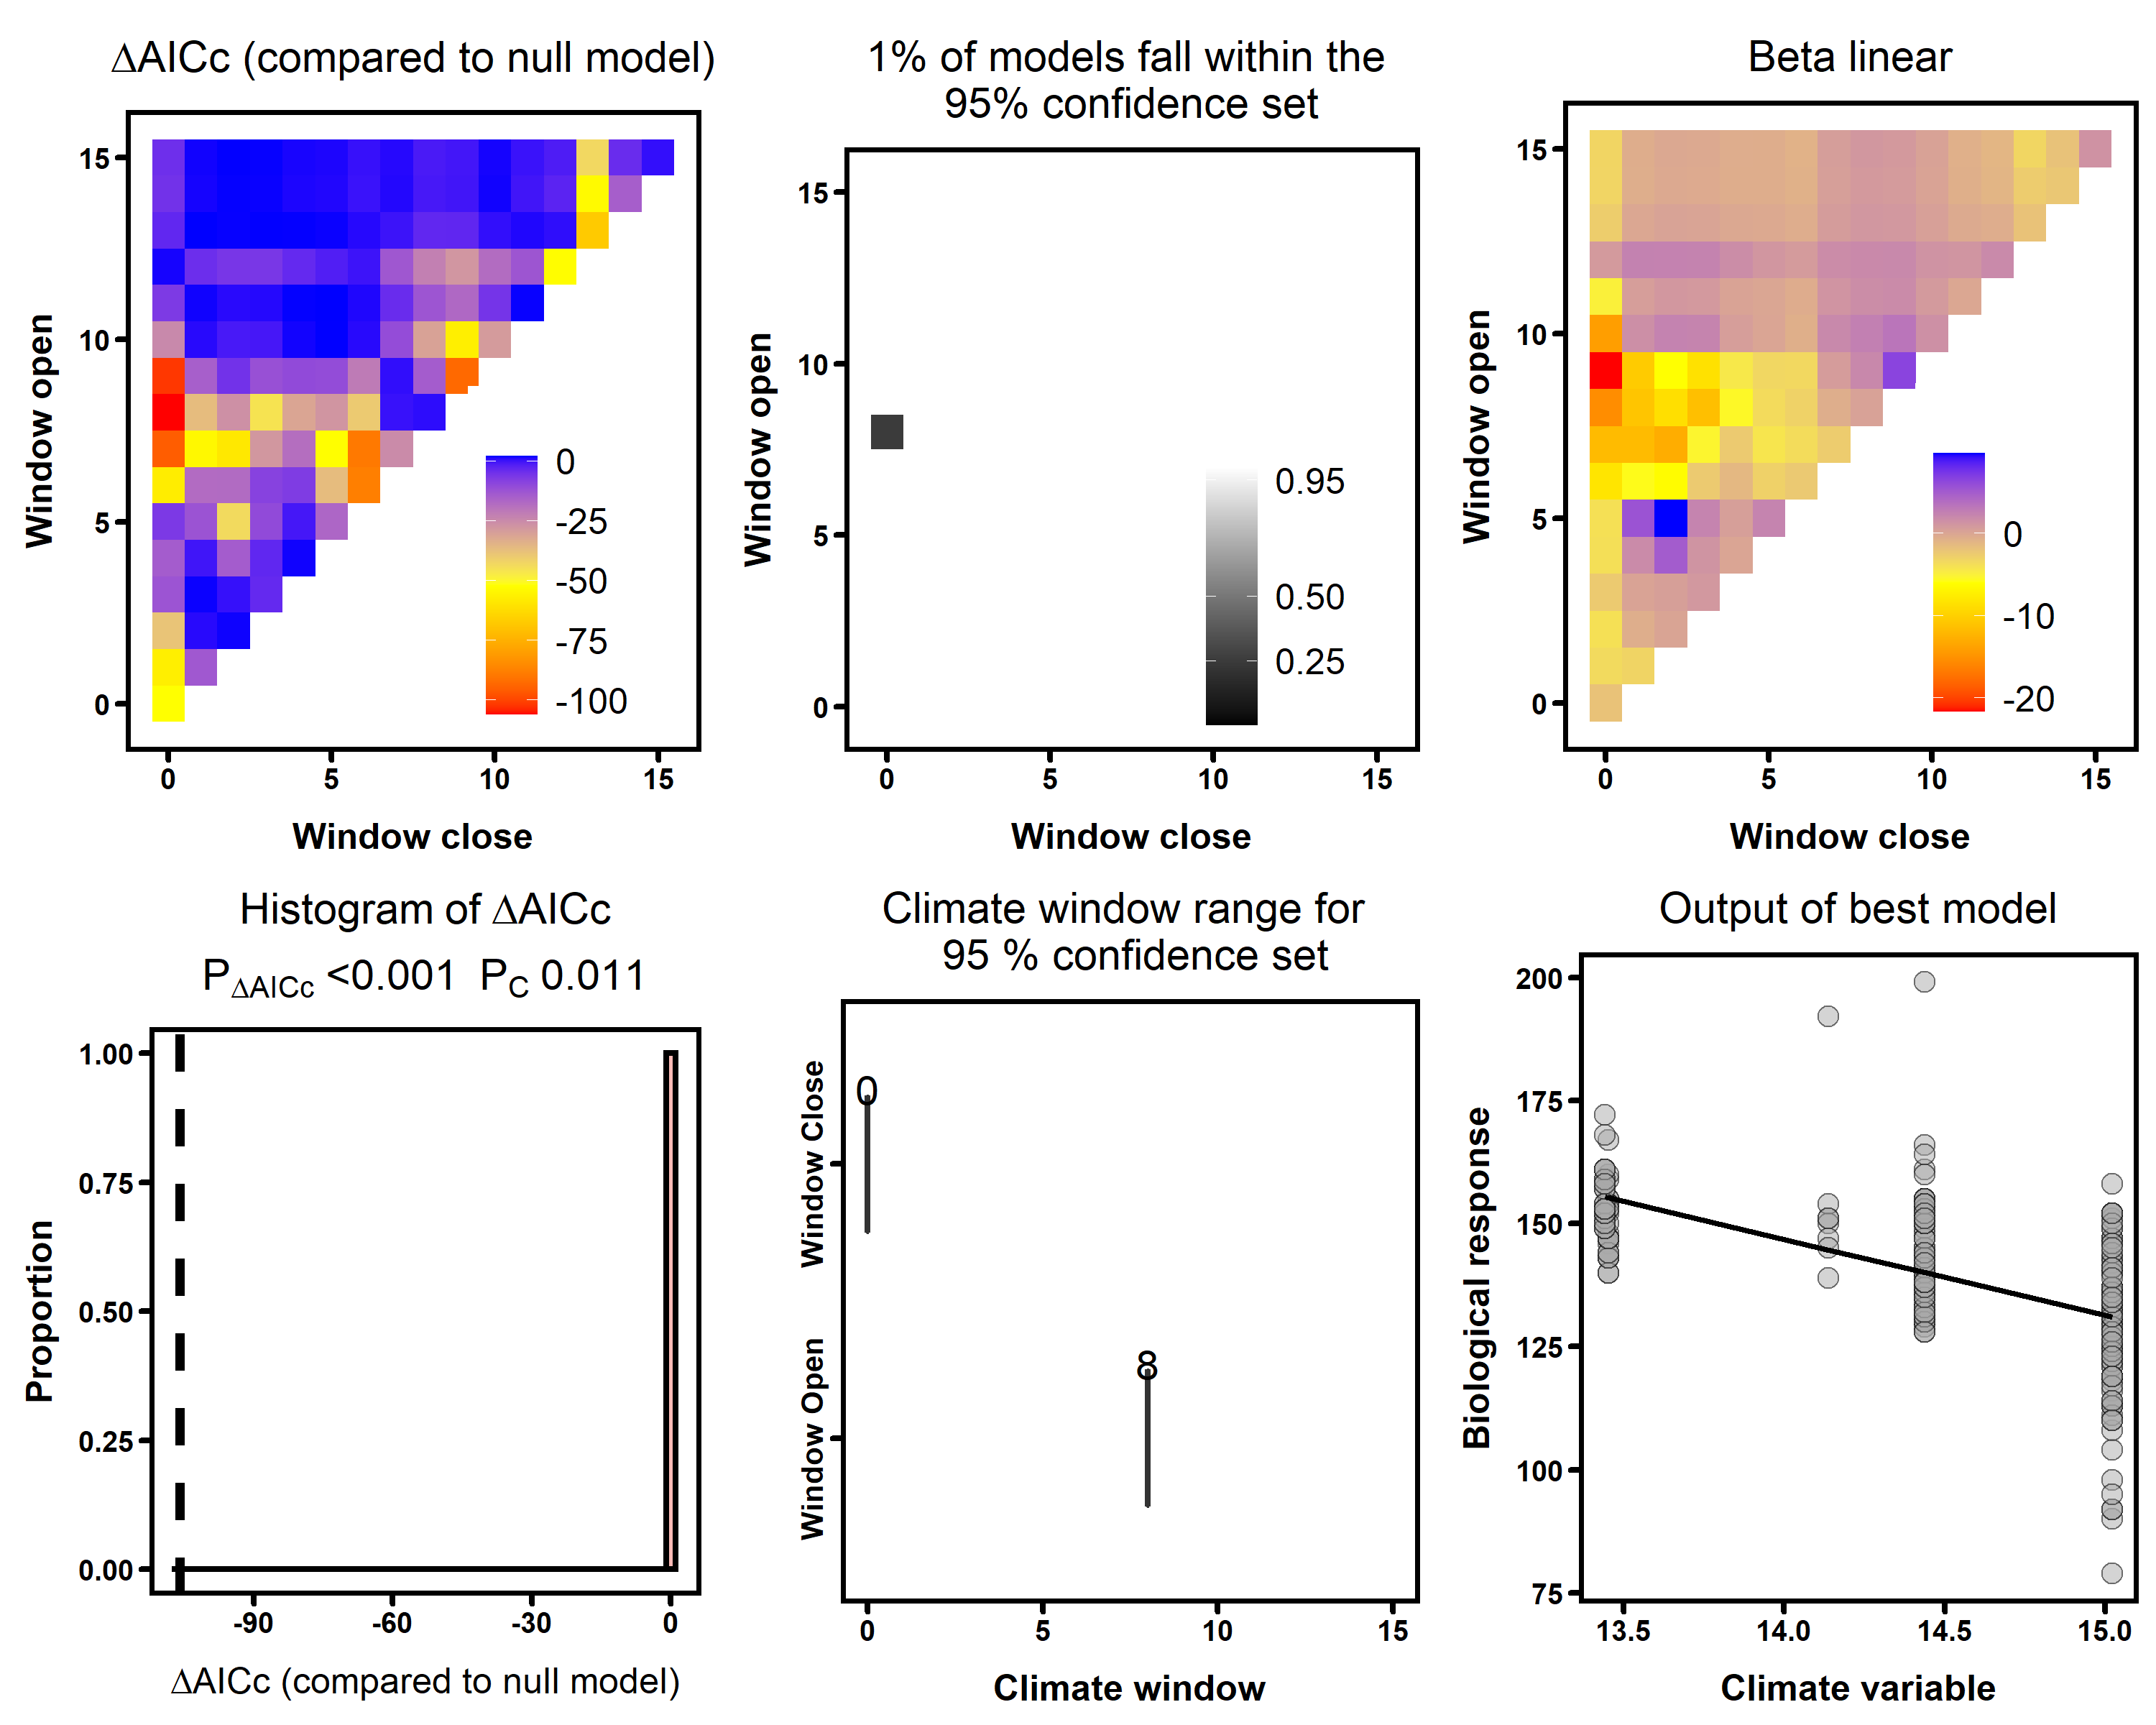 ΔAICc (compared to null model)
Window open
15
10
5
0
0
-25
-50
-75
-100
0 5 10 15
Window close
1% of models fall within the
95% confidence set
Window open
15
10
5
0
0.95
0.50
0.25
0 5 10 15
Window close
Beta linear
Window open
15
10
5
0
0
-10
-20
0 5 10 15
Window close
Histogram of ΔAICc
PΔAICc <0.001 PC 0.011
Proportion
1.00
0.75
0.50
0.25
0.00
-90 -60 -30 0
ΔAICc (compared to null model)
Climate window range for
95 % confidence set
Window Close
0
Window Open
8
0 5 10 15
Climate window
Output of best model
Biological response
200
175
150
125
100
75
13.5 14.0 14.5 15.0
Climate variable